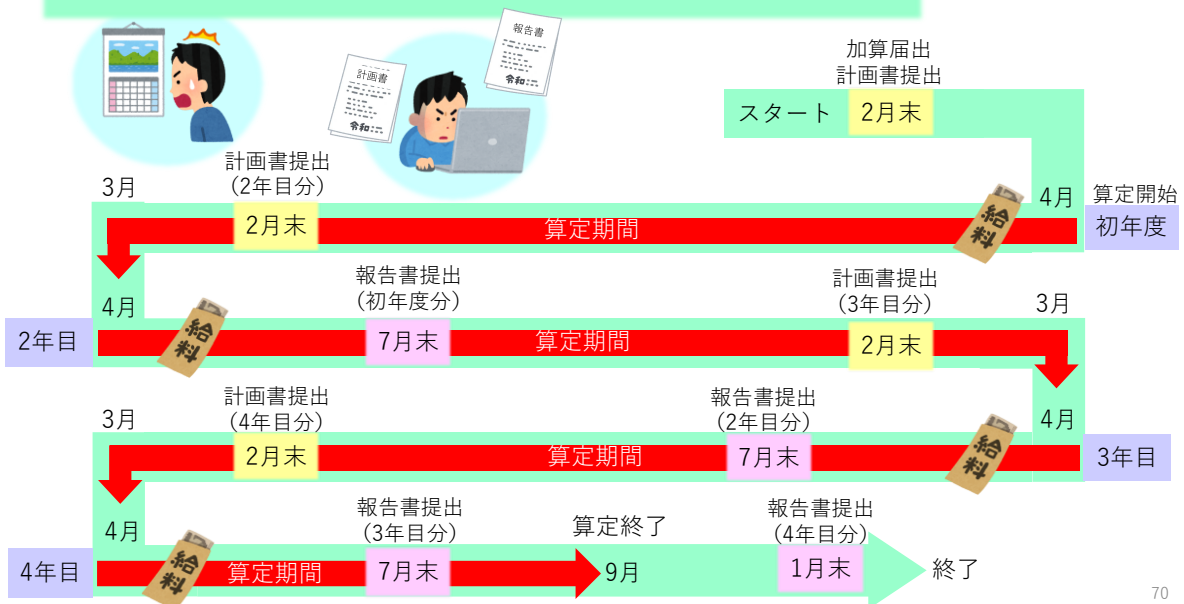 報告書
令和
計画書
令和
加算届出
計画書提出
スタート
2月末
計画書提出
(2年目分)
3月
4月
算定開始
2月末
算定期間
給料
初年度
4月
報告書提出
(初年度分)
計画書提出
(3年目分)
3月
2年目
給料
7月末
算定期間
2月末
計画書提出
(4年目分)
3月
報告書提出
(2年目分)
4月
2月末
算定期間
7月末
給料
3年目
4月
報告書提出
(3年目分)
算定終了
報告書提出
(4年目分)
4年目
給料
算定期間
7月末
9月
1月末
終了
70